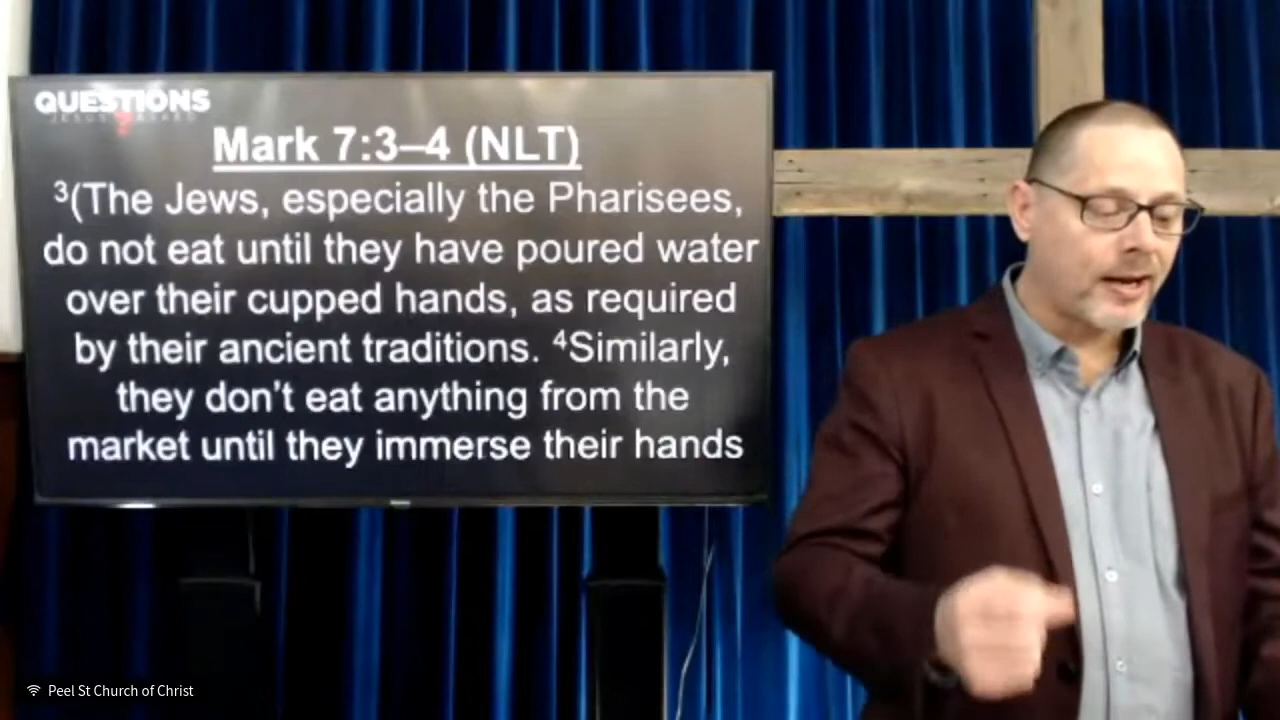 QUESTIONS
JESUS ASKED
Mark 7:3–4 (NLT)
³(The Jews, especially the Pharisees,
do not eat until they have poured water
over their cupped hands, as required
by their ancient traditions. ⁴Similarly,
they don't eat anything from the
market until they immerse their hands
Peel St Church of Christ